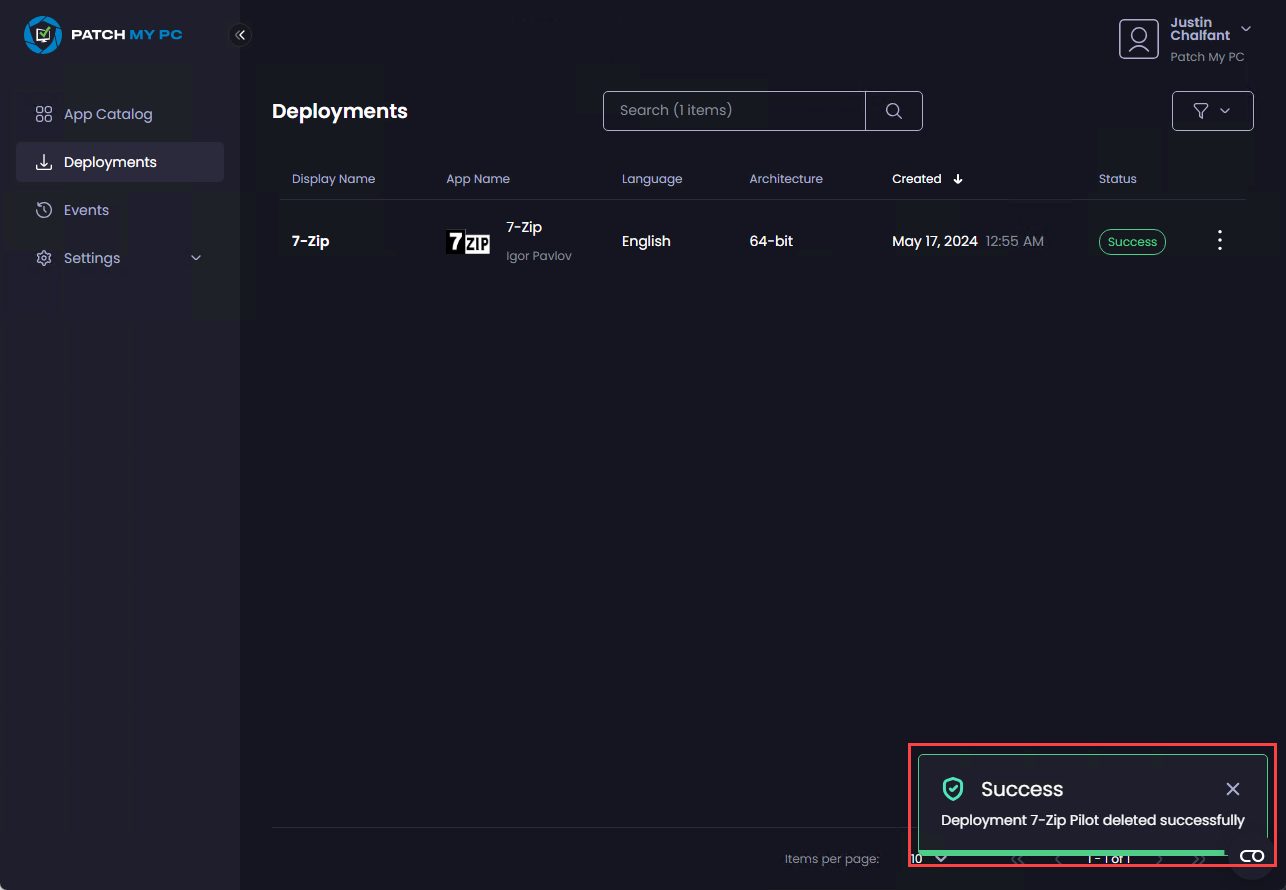 PATCH MY PC
Justin
Chalfant
Patch My PC
App Catalog
Deployments
Events
Settings
Deployments
Search (1 items)
Display Name App Name Language Architecture Created Status
7-Zip 7ZIP 7-Zip English 64-bit May 17, 2024 12:55 AM Success
Igor Pavlov
Success
Deployment 7-Zip Pilot deleted successfully
Items per page: 10 1 - 1 of 1